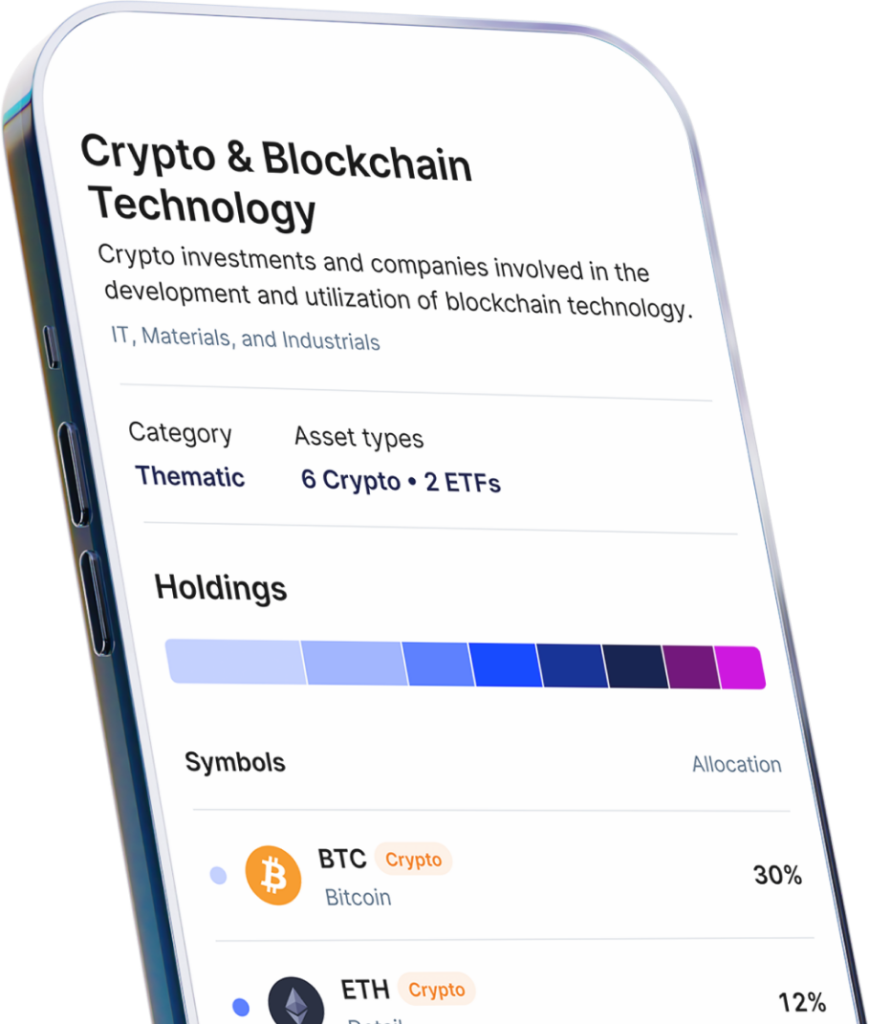 Crypto & Blockchain
Technology
Crypto investments and companies involved in the
development and utilization of blockchain technology.
IT, Materials, and Industrials
Category Asset types
Thematic 6 Crypto • 2 ETFs
Holdings
Symbols Allocation
BTC Crypto 30%
Bitcoin
ETH Crypto 12%